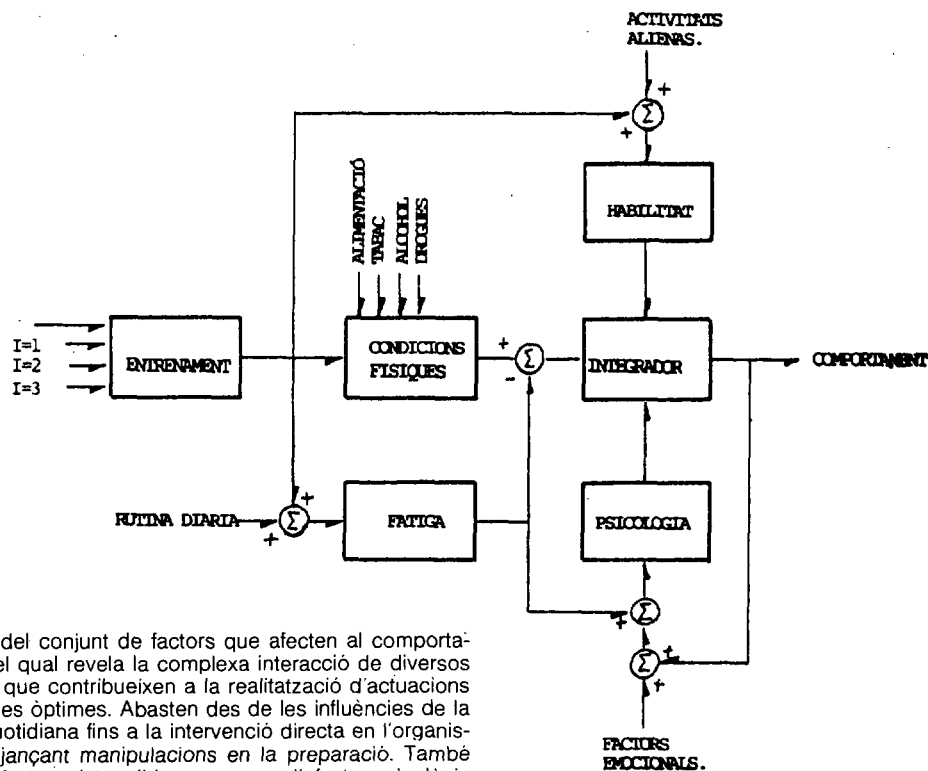 ACTIVITATS
ALIENAS.
+
Σ
+
HABILITAT
ALIMENTACIÓ
TABAC
ALCOHOL
DROGUES
I=1
I=2
I=3
ENTRENAMENT
CONDICIONS
FISIQUES
+
Σ
-
INTEGRADOR
COMPORTAMENT
RUTINA DIARIA
+
Σ
+
FATIGA
PSICOLOGIA
Σ
+
+
Σ
+
FACTORS
EMOCIONALS.
del conjunt de factors que afecten al comporta-
el qual revela la complexa interacció de diversos
que contribueixen a la realització d'actuacions
es òptimes. Abasten des de les influències de la
quotidiana fins a la intervenció directa en l'organis-
jançant manipulacions en la preparació. També